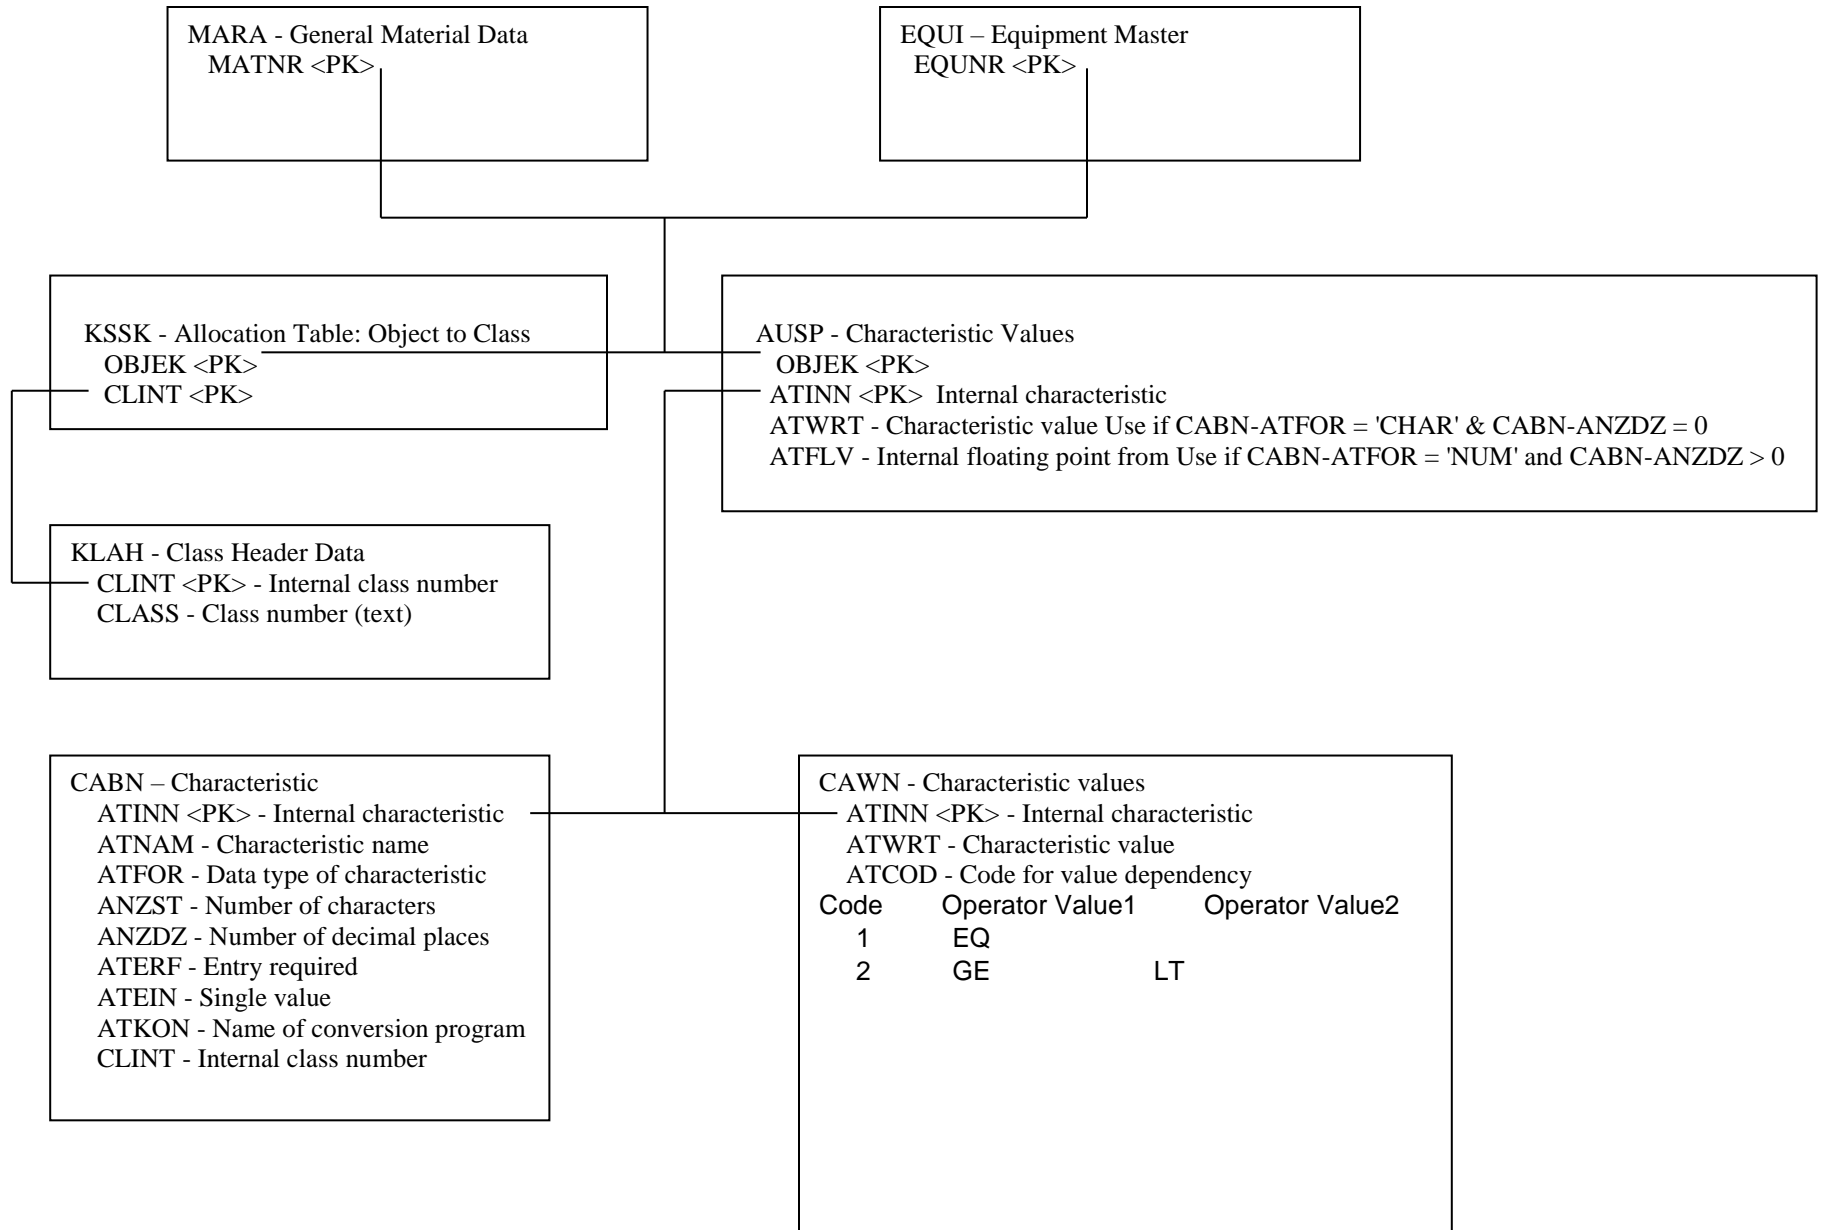 MARA - General Material Data
MATNR <PK>
EQUI – Equipment Master
EQUNR <PK>
KSSK - Allocation Table: Object to Class
OBJEK <PK>
CLINT <PK>
AUSP - Characteristic Values
OBJEK <PK>
ATINN <PK> Internal characteristic
ATWRT - Characteristic value Use if CABN-ATFOR = 'CHAR' & CABN-ANZDZ = 0
ATFLV - Internal floating point from Use if CABN-ATFOR = 'NUM' and CABN-ANZDZ > 0
KLAH - Class Header Data
CLINT <PK> - Internal class number
CLASS - Class number (text)
CABN – Characteristic
ATINN <PK> - Internal characteristic
ATNAM - Characteristic name
ATFOR - Data type of characteristic
ANZST - Number of characters
ANZDZ - Number of decimal places
ATERF - Entry required
ATEIN - Single value
ATKON - Name of conversion program
CLINT - Internal class number
CAWN - Characteristic values
ATINN <PK> - Internal characteristic
ATWRT - Characteristic value
ATCOD - Code for value dependency
Code Operator Value1 Operator Value2
1 EQ
2 GE LT